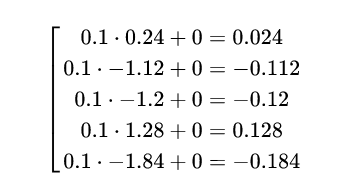 0.1 · 0.24 + 0 = 0.024
0.1 · −1.12 + 0 = −0.112
0.1 · −1.2 + 0 = −0.12
0.1 · 1.28 + 0 = 0.128
0.1 · −1.84 + 0 = −0.184